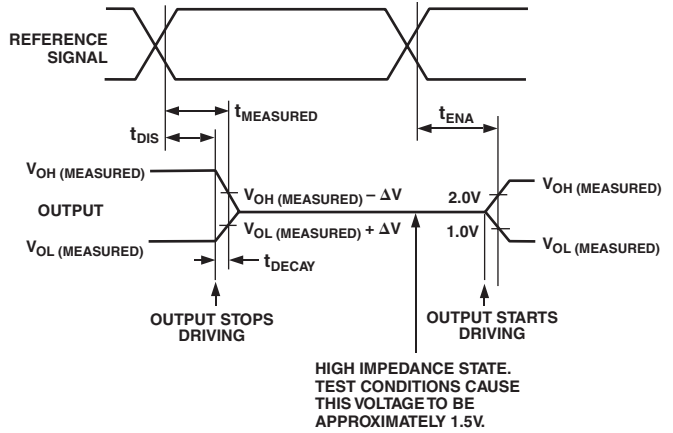 REFERENCE
SIGNAL
tMEASURED
tDIS
tENA
VOH (MEASURED)
VOH (MEASURED) – ΔV
2.0V
VOH (MEASURED)
OUTPUT
VOL (MEASURED) + ΔV
1.0V
VOL (MEASURED)
VOL (MEASURED)
tDECAY
OUTPUT STOPS
DRIVING
OUTPUT STARTS
DRIVING
HIGH IMPEDANCE STATE.
TEST CONDITIONS CAUSE
THIS VOLTAGE TO BE
APPROXIMATELY 1.5V.